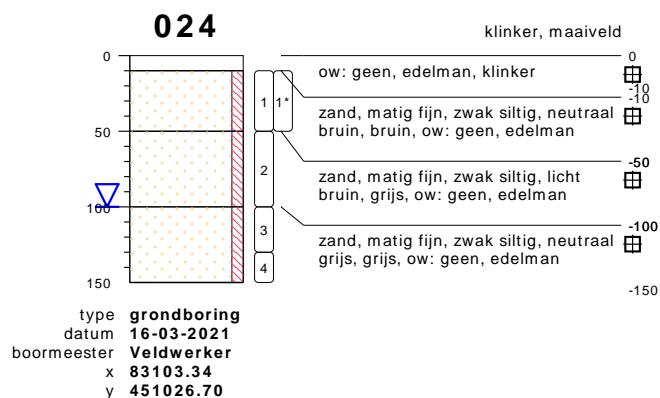 024
klinker, maaiveld
0
50
100
150
1
1*
2
3
4
0
ow: geen, edelman, klinker
-10
-10
zand, matig fijn, zwak siltig, neutraal
bruin, bruin, ow: geen, edelman
-50
zand, matig fijn, zwak siltig, licht
bruin, grijs, ow: geen, edelman
-100
zand, matig fijn, zwak siltig, neutraal
grijs, grijs, ow: geen, edelman
-150
type grondboring
datum 16-03-2021
boormeester Veldwerker
x 83103.34
y 451026.70